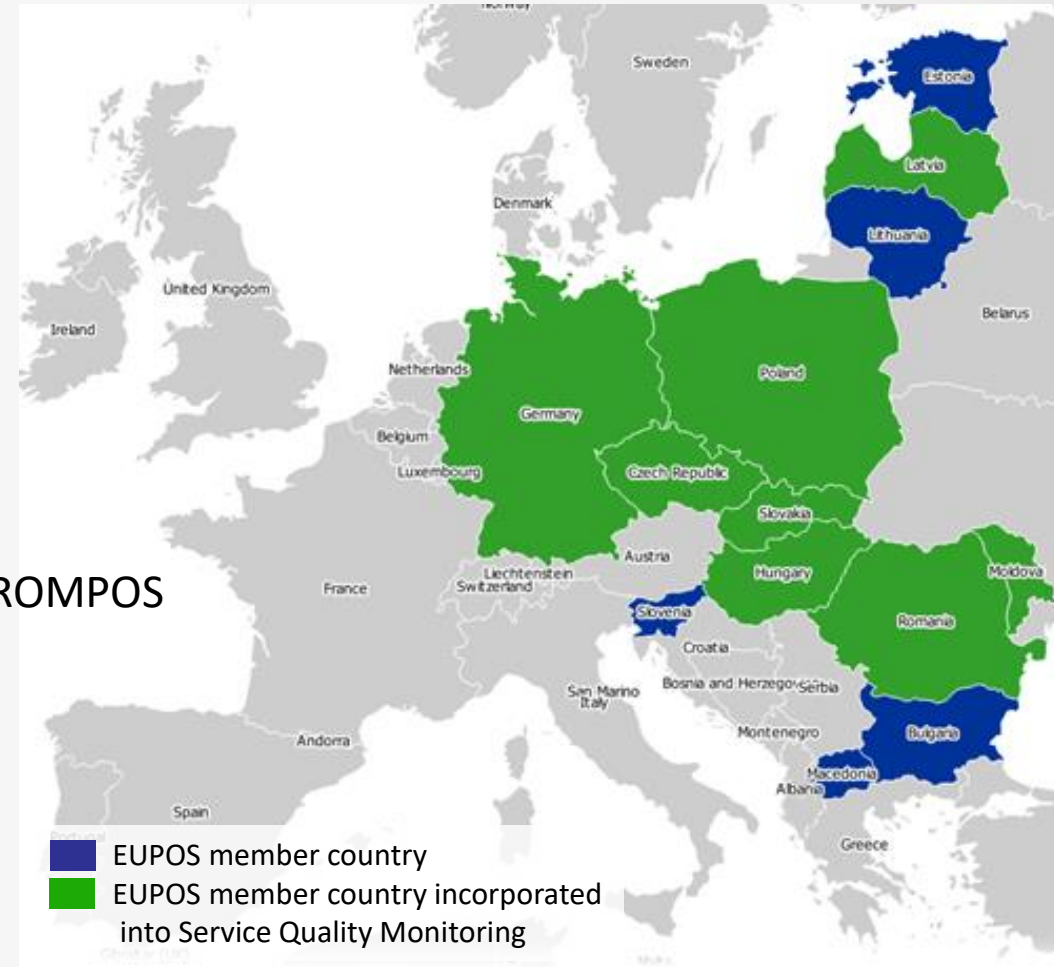 Norway
Sweden
Estonia
Latvia
Denmark
Lithuania
United Kingdom
Belarus
Ireland
Netherlands
Poland
Germany
Belgium
Luxembourg
Czech Republic
Slovakia
Austria
Liechtenstein
Switzerland
Hungary
Moldova
ROMPOS
France
Slovenia
Romania
Croatia
San Marino
Italy
Bosnia and Herzegov
Serbia
Montenegro
Bulgaria
Andorra
Macedonia
Albania
Spain
Portugal
Greece
EUPOS member country
EUPOS member country incorporated
into Service Quality Monitoring